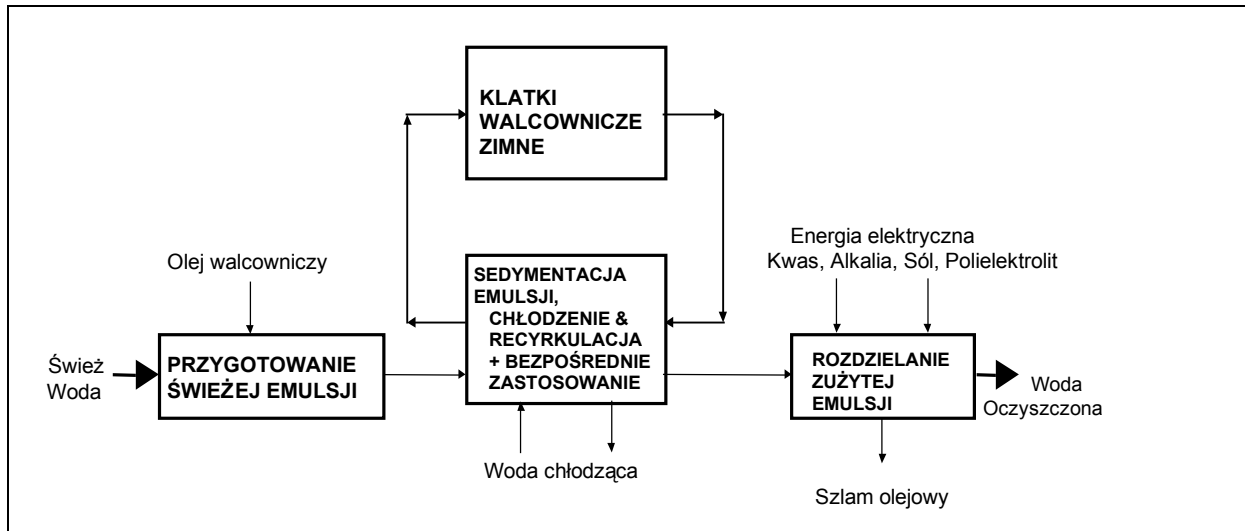 KLATKI
WALCOWNICZE
ZIMNE
Energia elektryczna
Kwas, Alkalia, Sól, Polielektrolit
Olej walcowniczy
SEDYMENTACJA
EMULSJI,
CHŁODZENIE &
RECYRKULACJA
+ BEZPOŚREDNIE
ZASTOSOWANIE
Śwież
Woda
PRZYGOTOWANIE
ŚWIEŻEJ EMULSJI
ROZDZIELANIE
ZUŻYTEJ
EMULSJI
Woda
Oczyszczona
Woda chłodząca
Szlam olejowy